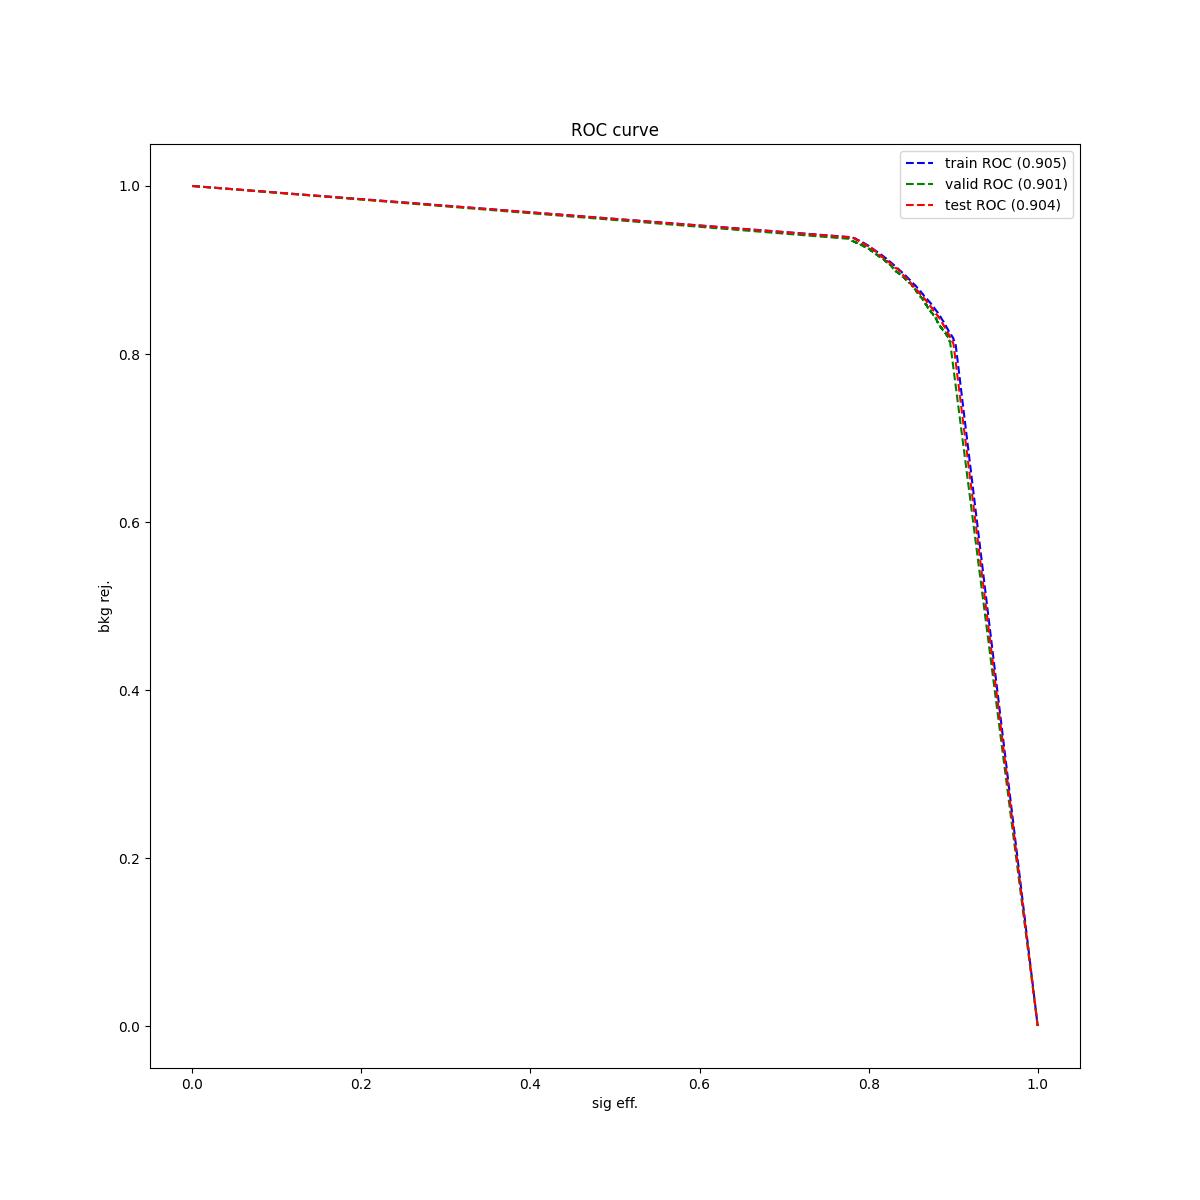 ROC curve
train ROC (0.905)
valid ROC (0.901)
test ROC (0.904)
1.0
0.8
0.6
0.4
0.2
0.0
bkg rej.
0.0 0.2 0.4 0.6 0.8 1.0
sig eff.